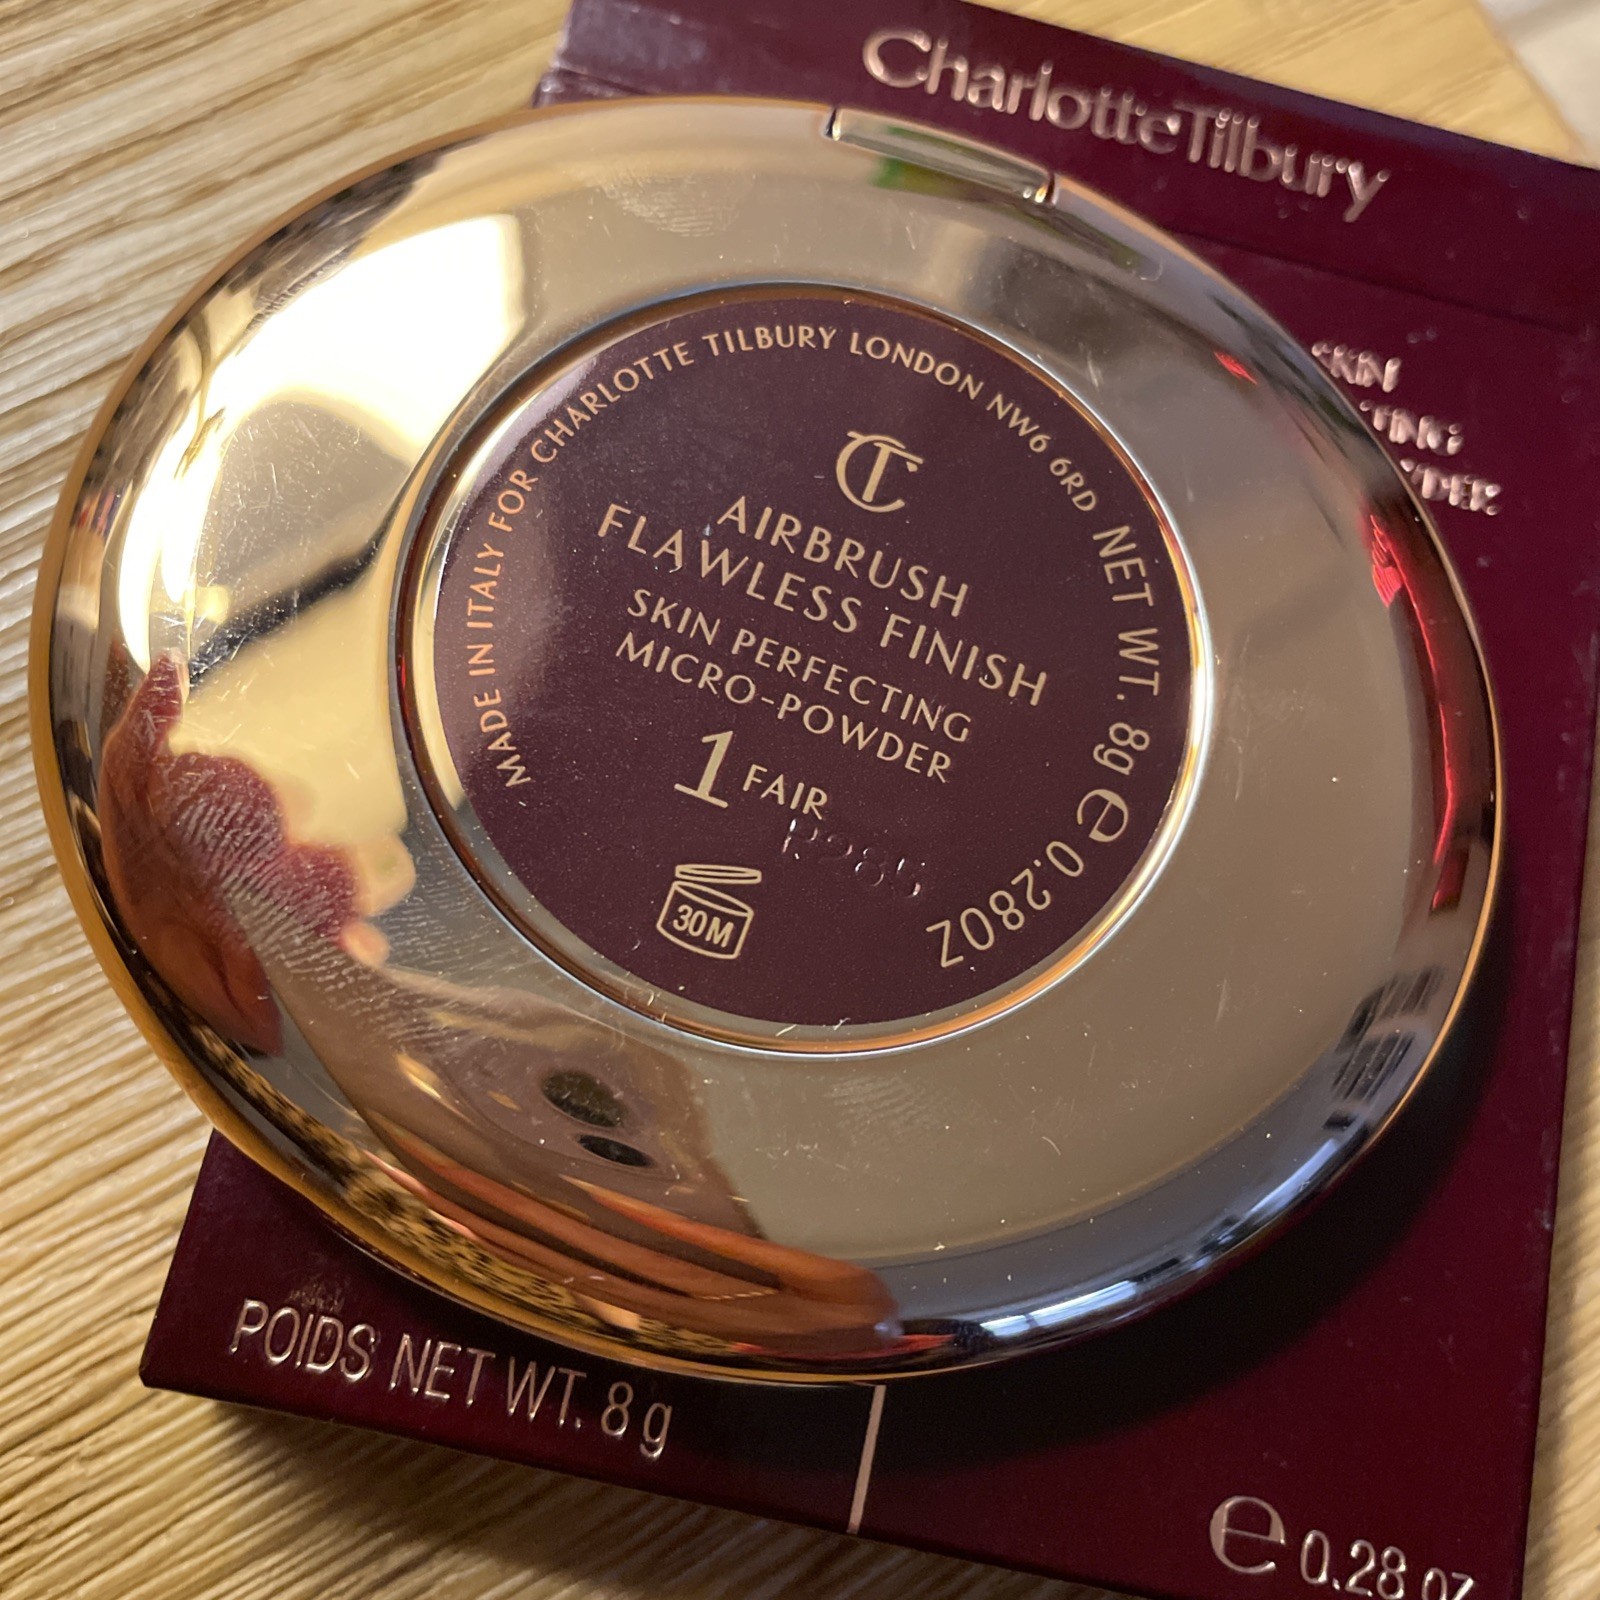 CharlotteTilbury
SKIN
MADE IN ITALY FOR CHARLOTTE TILBURY LONDON NW6 6RD
NET WT. 8g e 0.28OZ
CT
AIRBRUSH
FLAWLESS FINISH
SKIN PERFECTING
MICRO-POWDER
1 FAIR
30M
POIDS NET WT. 8 g
e 0.28 oz